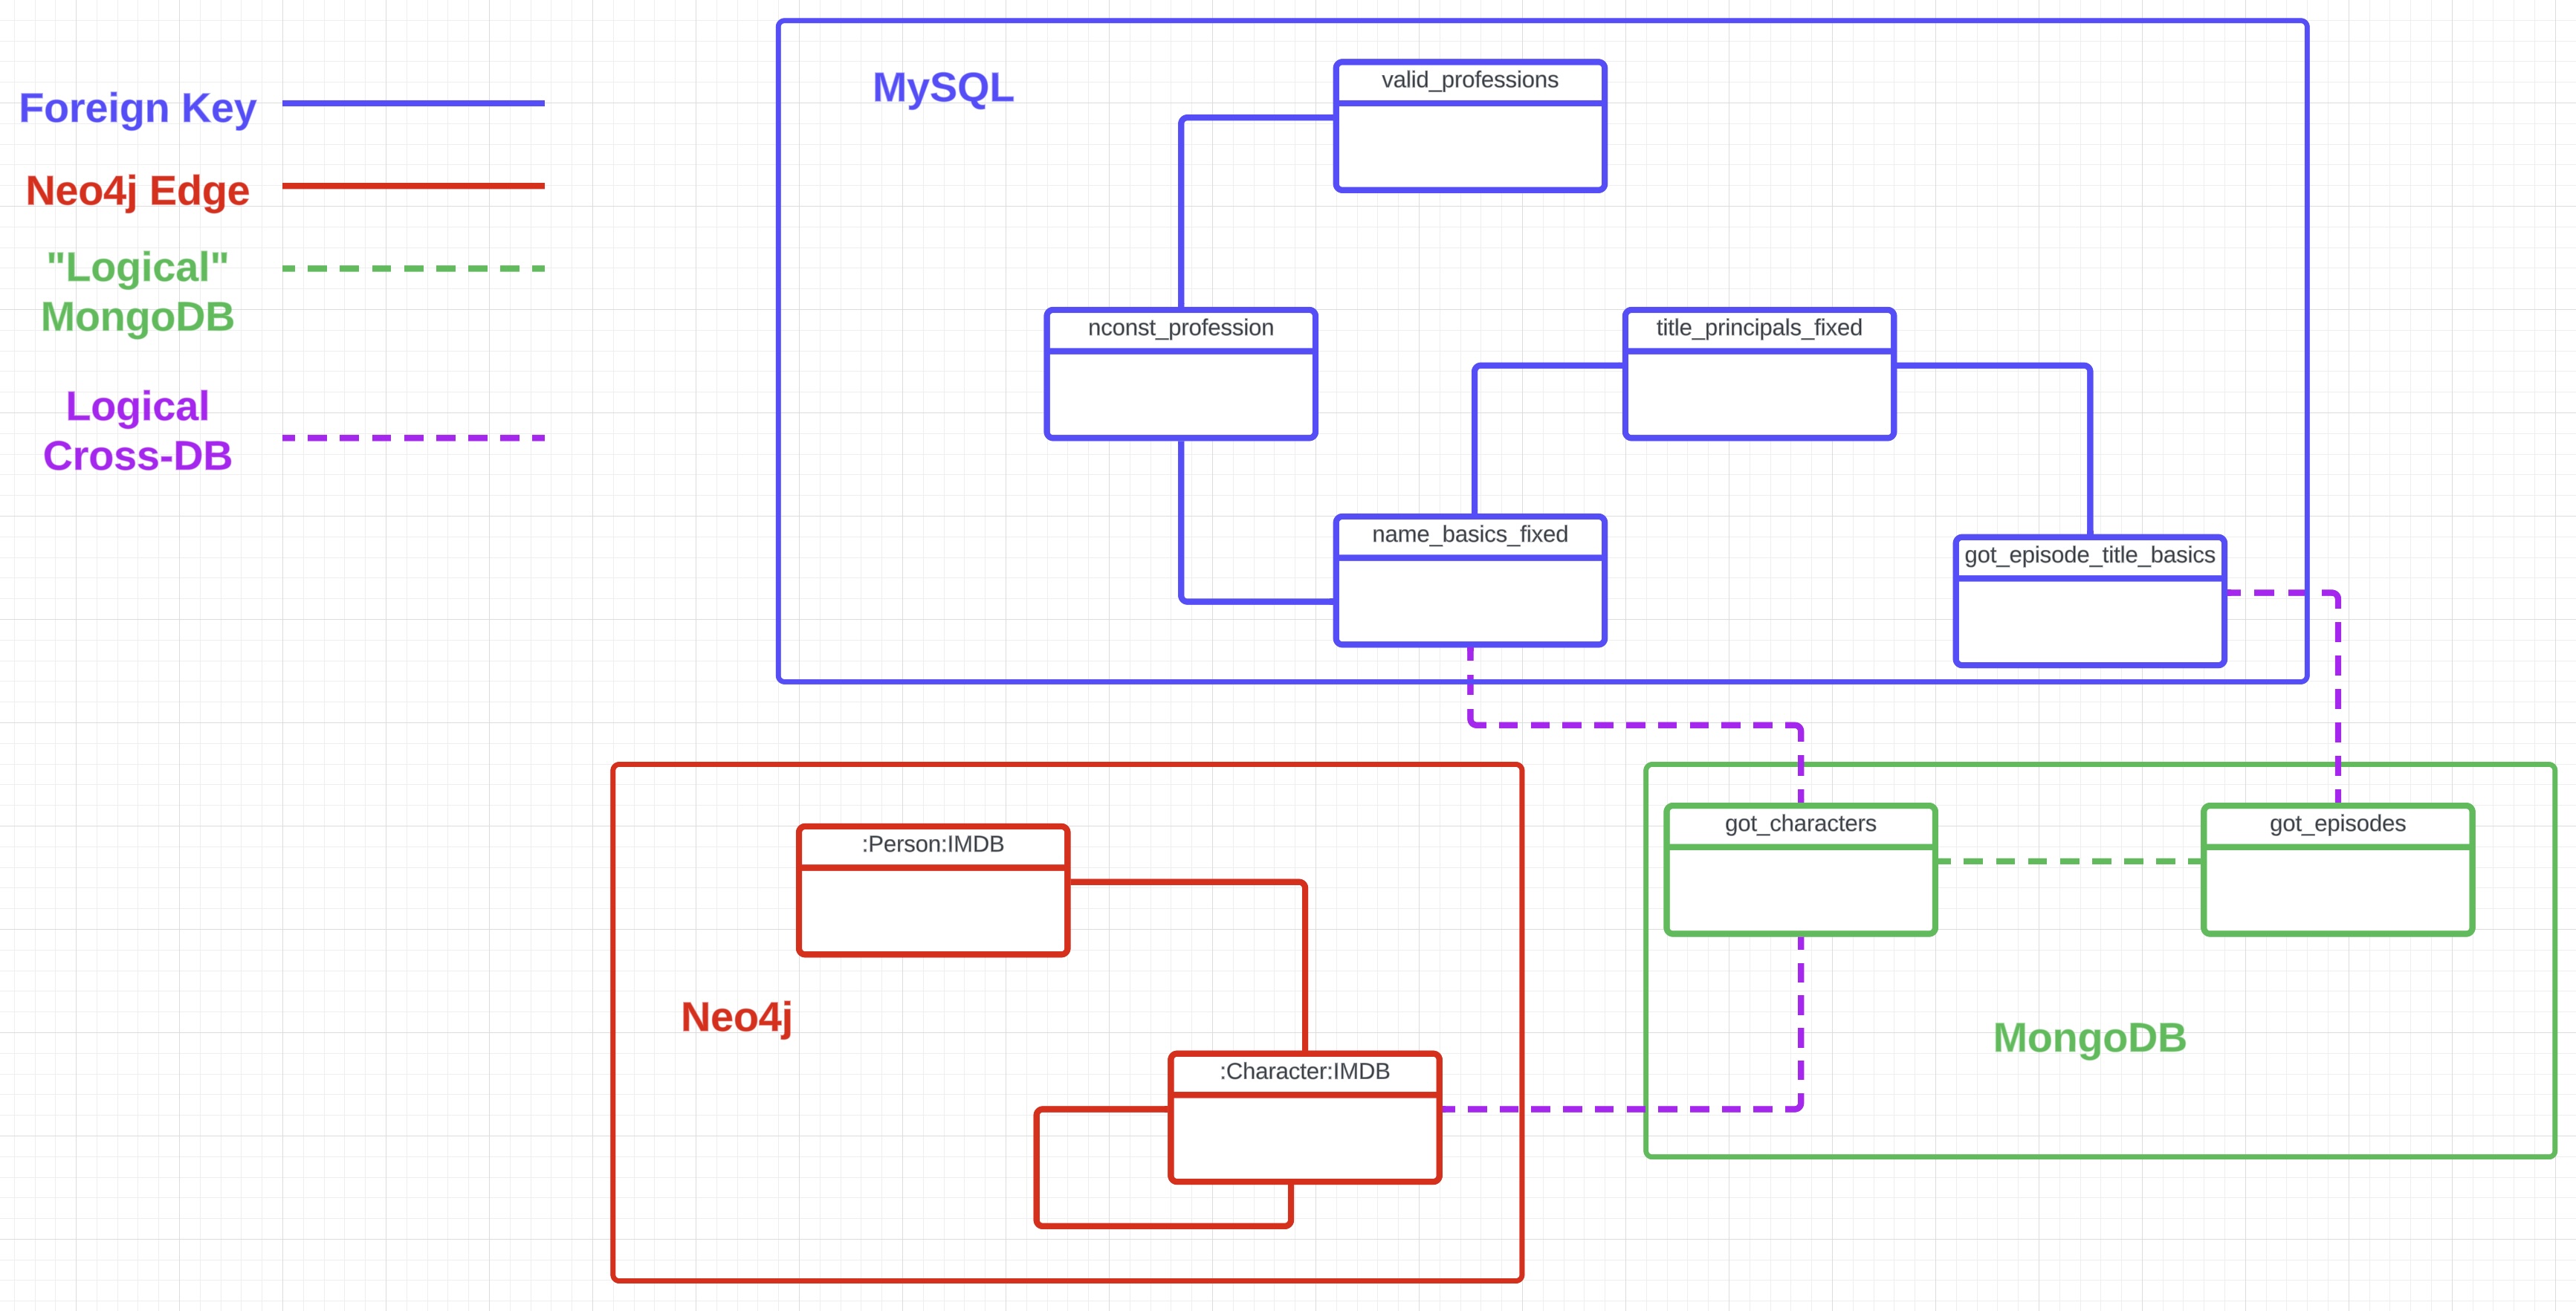 Foreign Key
Neo4j Edge
"Logical"
MongoDB
Logical
Cross-DB
MySQL
valid_professions
nconst_profession
title_principals_fixed
name_basics_fixed
got_episode_title_basics
:Person:IMDB
Neo4j
:Character:IMDB
got_characters
got_episodes
MongoDB